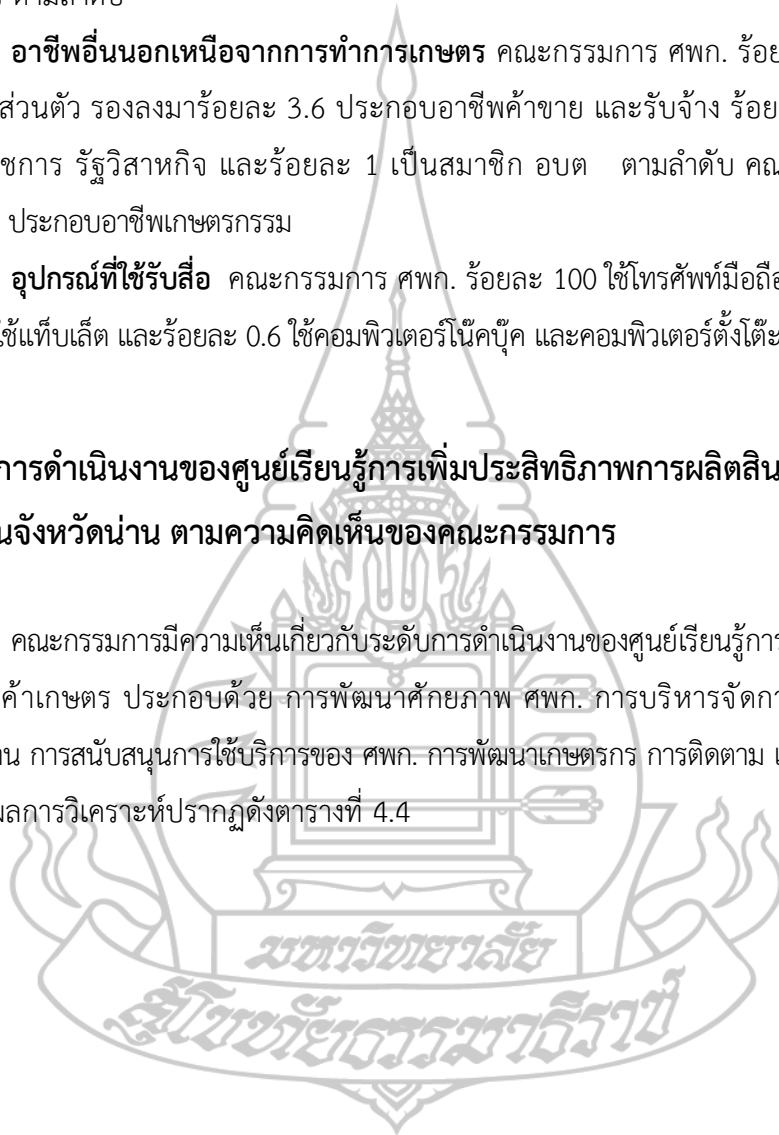 ตามลำดับ
อาชีพอื่นนอกเหนือจากการทำการเกษตร คณะกรรมการ ศพก. ร้อย
ส่วนตัว รองลงมาร้อยละ 3.6 ประกอบอาชีพค้าขาย และรับจ้าง ร้อย
ชการ รัฐวิสาหกิจ และร้อยละ 1 เป็นสมาชิก อบต ตามลำดับ คณ
ประกอบอาชีพเกษตรกรรม
อุปกรณ์ที่ใช้รับสื่อ คณะกรรมการ ศพก. ร้อยละ 100 ใช้โทรศัพท์มือถือ
ใช้แท็บเล็ต และร้อยละ 0.6 ใช้คอมพิวเตอร์โน๊คบุ๊ค และคอมพิวเตอร์ตั้งโต๊ะ
การดำเนินงานของศูนย์เรียนรู้การเพิ่มประสิทธิภาพการผลิตสิน
นจังหวัดน่าน ตามความคิดเห็นของคณะกรรมการ
คณะกรรมการมีความเห็นเกี่ยวกับระดับการดำเนินงานของศูนย์เรียนรู้การ
ค้าเกษตร ประกอบด้วย การพัฒนาศักยภาพ ศพก. การบริหารจัดกา
าน การสนับสนุนการใช้บริการของ ศพก. การพัฒนาเกษตรกร การติดตาม แ
ผลการวิเคราะห์ปรากฏดังตารางที่ 4.4
มหาวิทยาลัย
สุโขทัยธรรมาธิราช